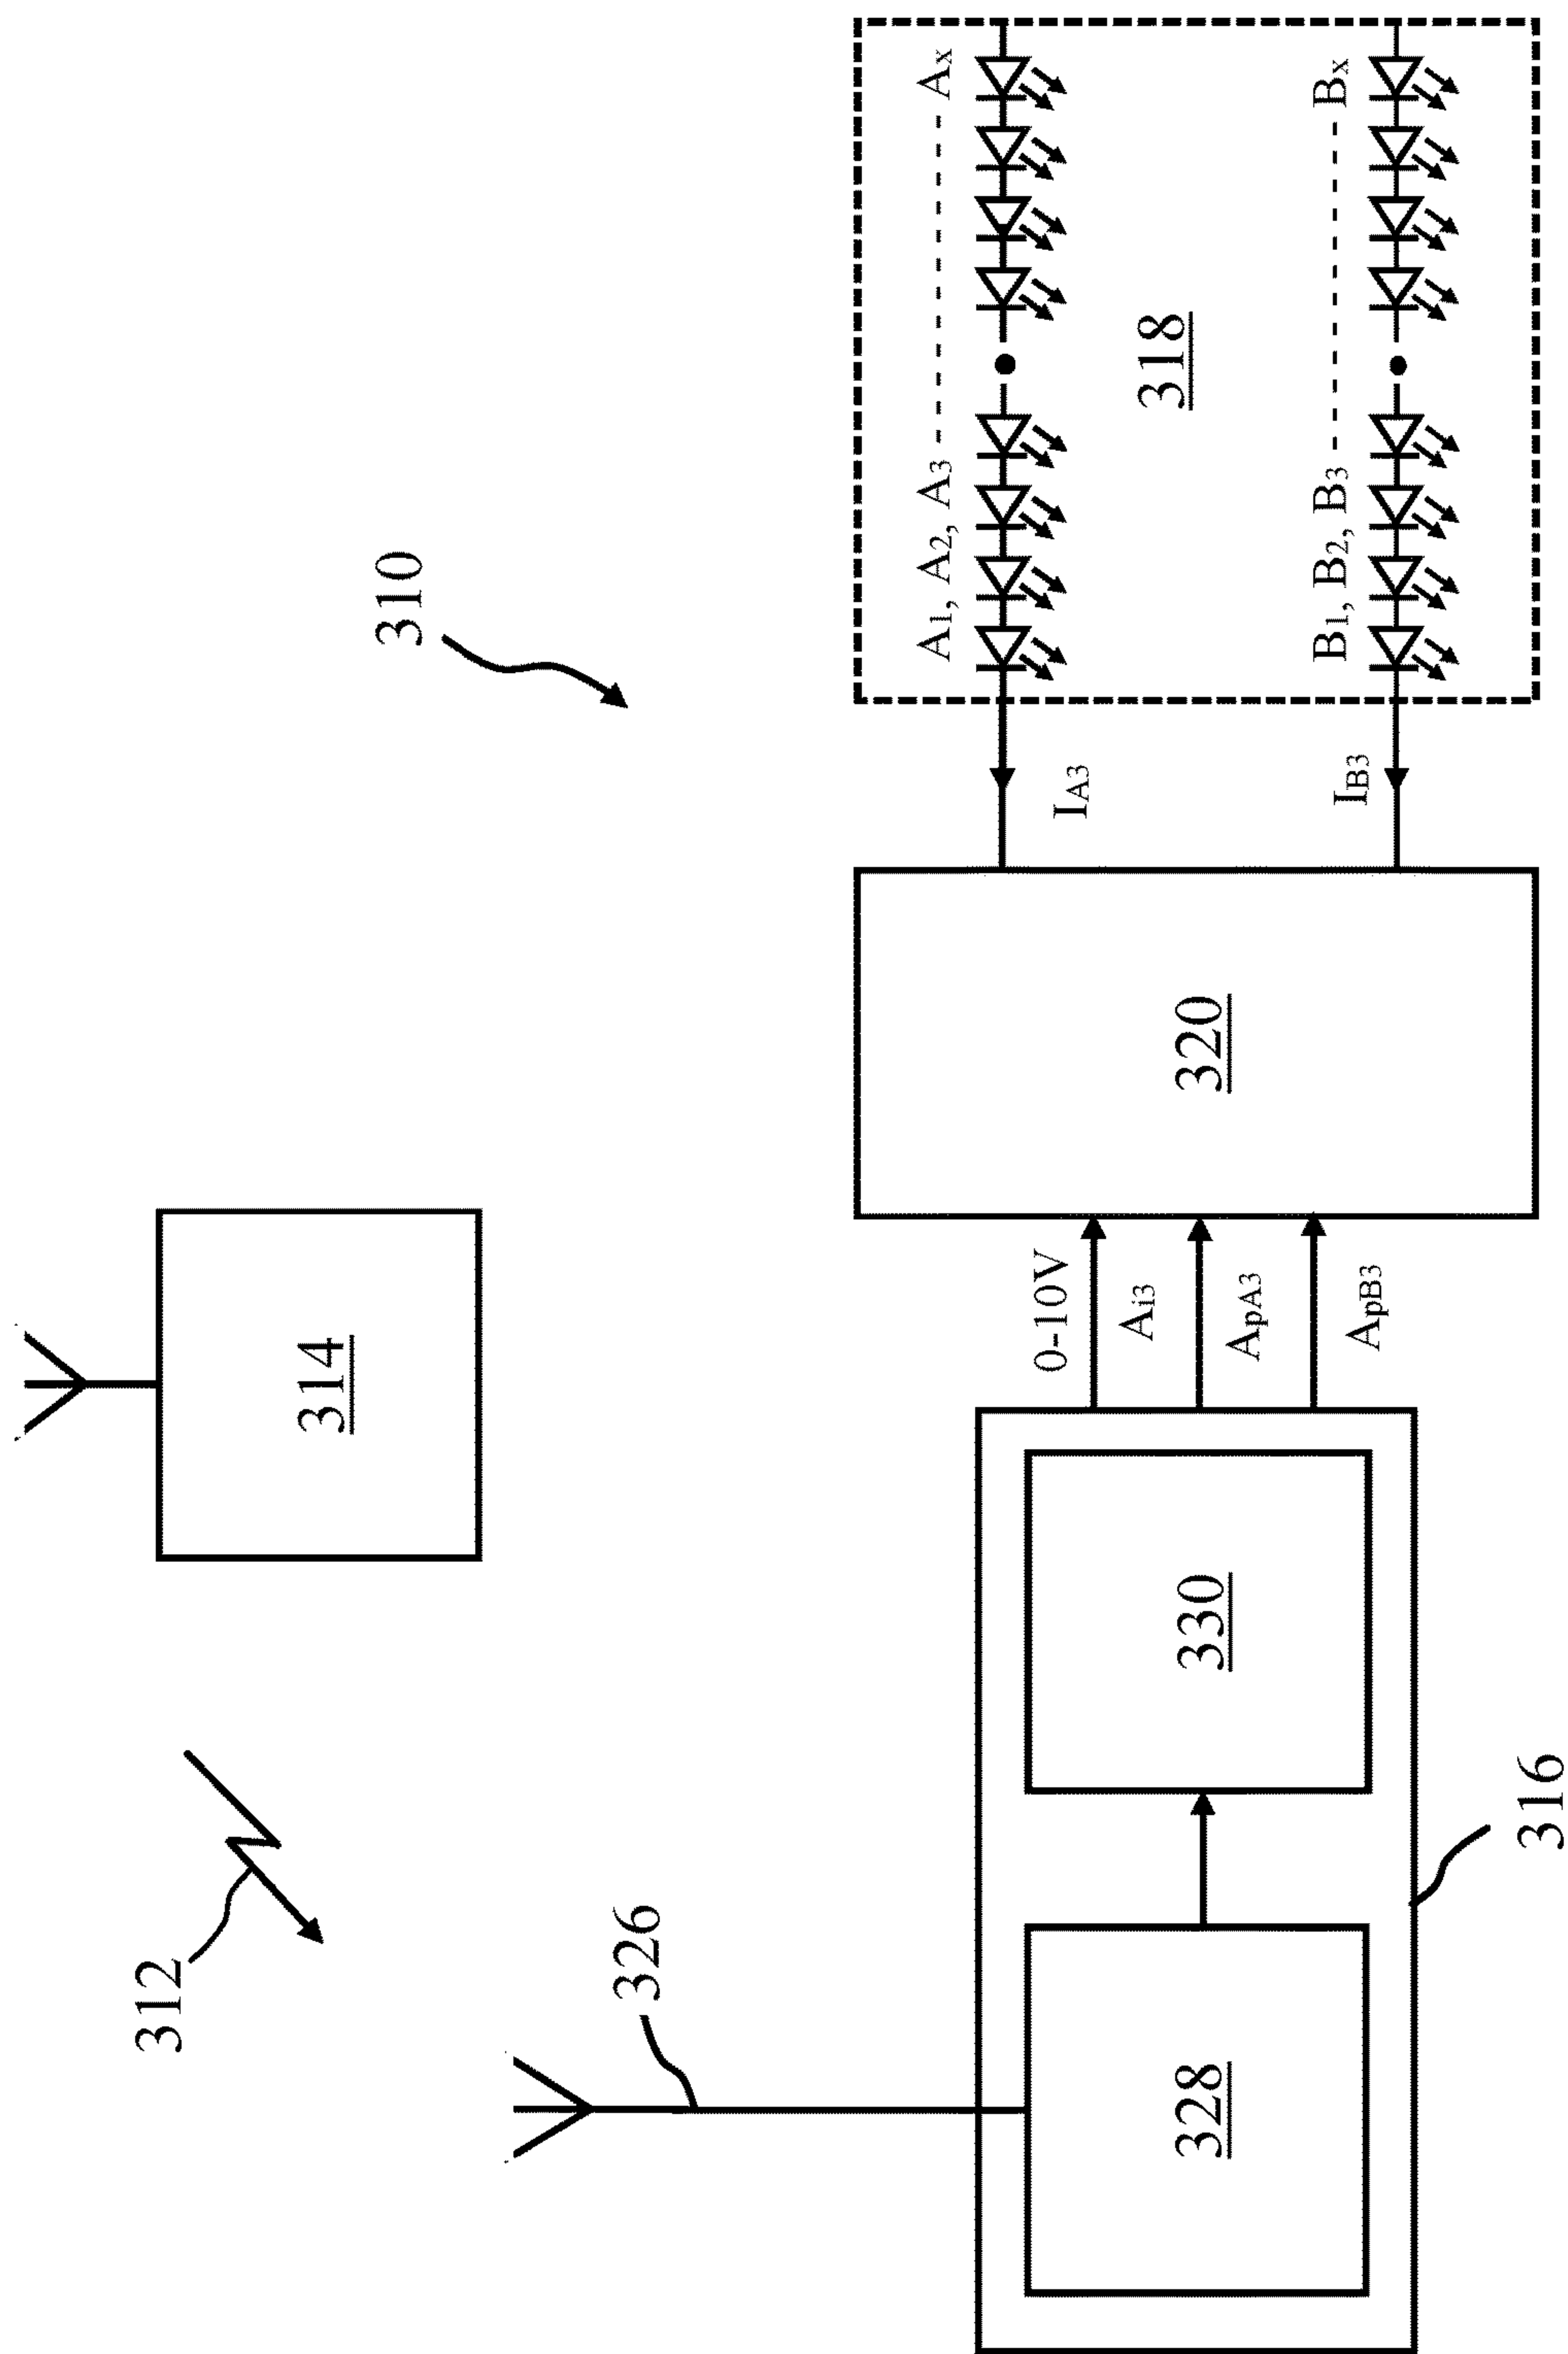 310
312
314
326
316
328
330
0-10V
Ai3
ApA3
ApB3
320
IA3
IB3
A1, A2, A3 ----- Ax
318
B1, B2, B3 ----- Bx